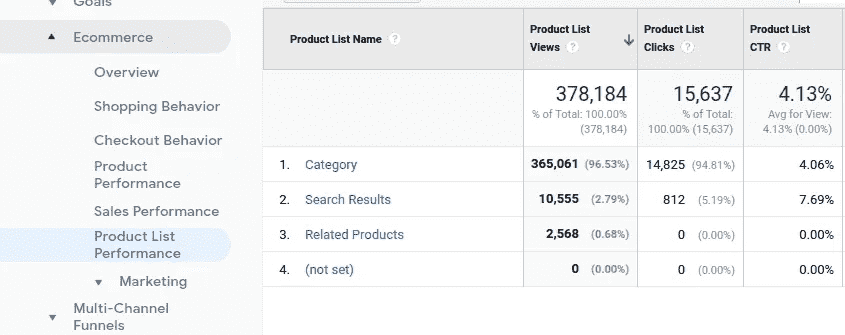 Goals
Ecommerce
Overview
Shopping Behavior
Checkout Behavior
Product
Performance
Sales Performance
Product List
Performance
Marketing
Multi-Channel
Funnels
Product List Name ?
Product List
Views ?
Product List
Clicks ?
Product List
CTR ?
378,184
% of Total: 100.00%
(378,184)
15,637
% of Total:
100.00% (15,637)
4.13%
Avg for View:
4.13% (0.00%)
1. Category 365,061 (96.53%) 14,825 (94.81%) 4.06%
2. Search Results 10,555 (2.79%) 812 (5.19%) 7.69%
3. Related Products 2,568 (0.68%) 0 (0.00%) 0.00%
4. (not set) 0 (0.00%) 0 (0.00%) 0.00%